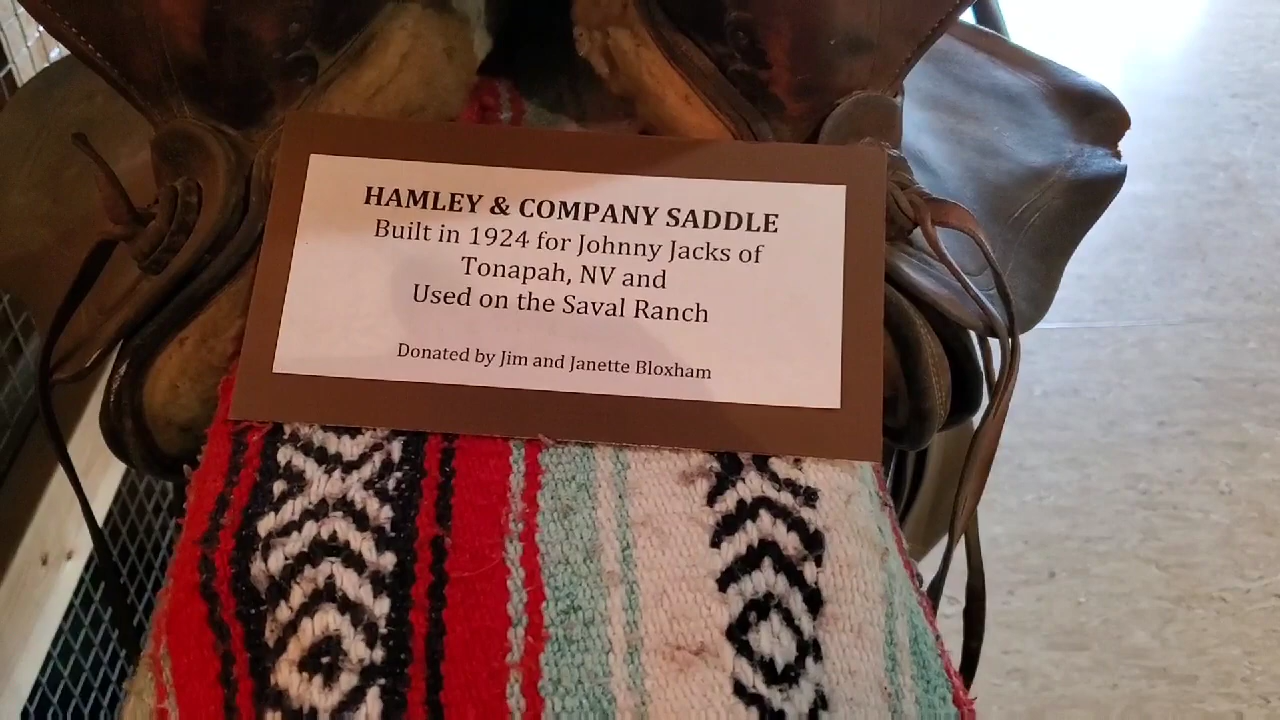 HAMLEY & COMPANY SADDLE
Built in 1924 for Johnny Jacks of
Tonapah, NV and
Used on the Saval Ranch
Donated by Jim and Janette Bloxham